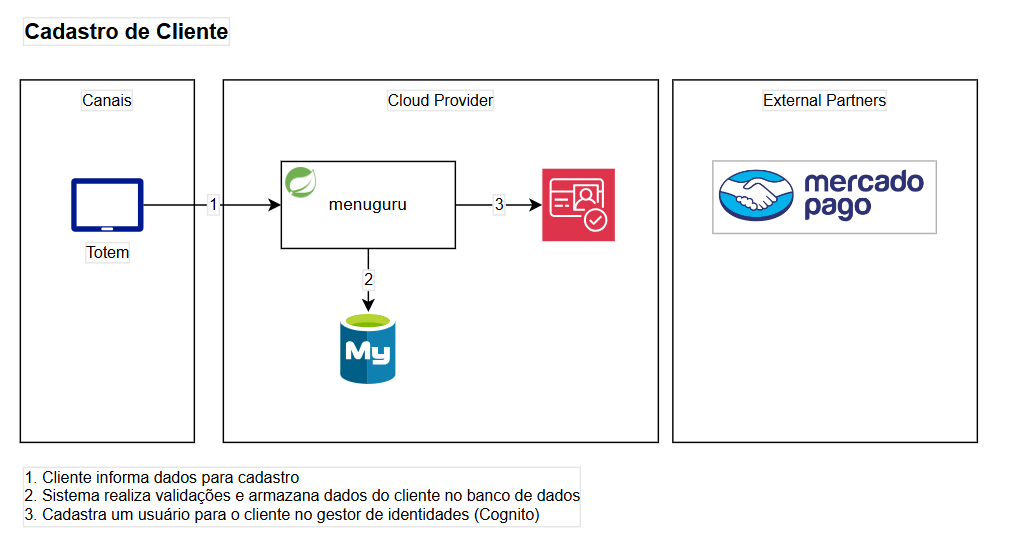 Cadastro de Cliente
Canais
Cloud Provider
External Partners
menuguru
mercado
pago
1
3
Totem
2
My
1. Cliente informa dados para cadastro
2. Sistema realiza validações e armazana dados do cliente no banco de dados
3. Cadastra um usuário para o cliente no gestor de identidades (Cognito)